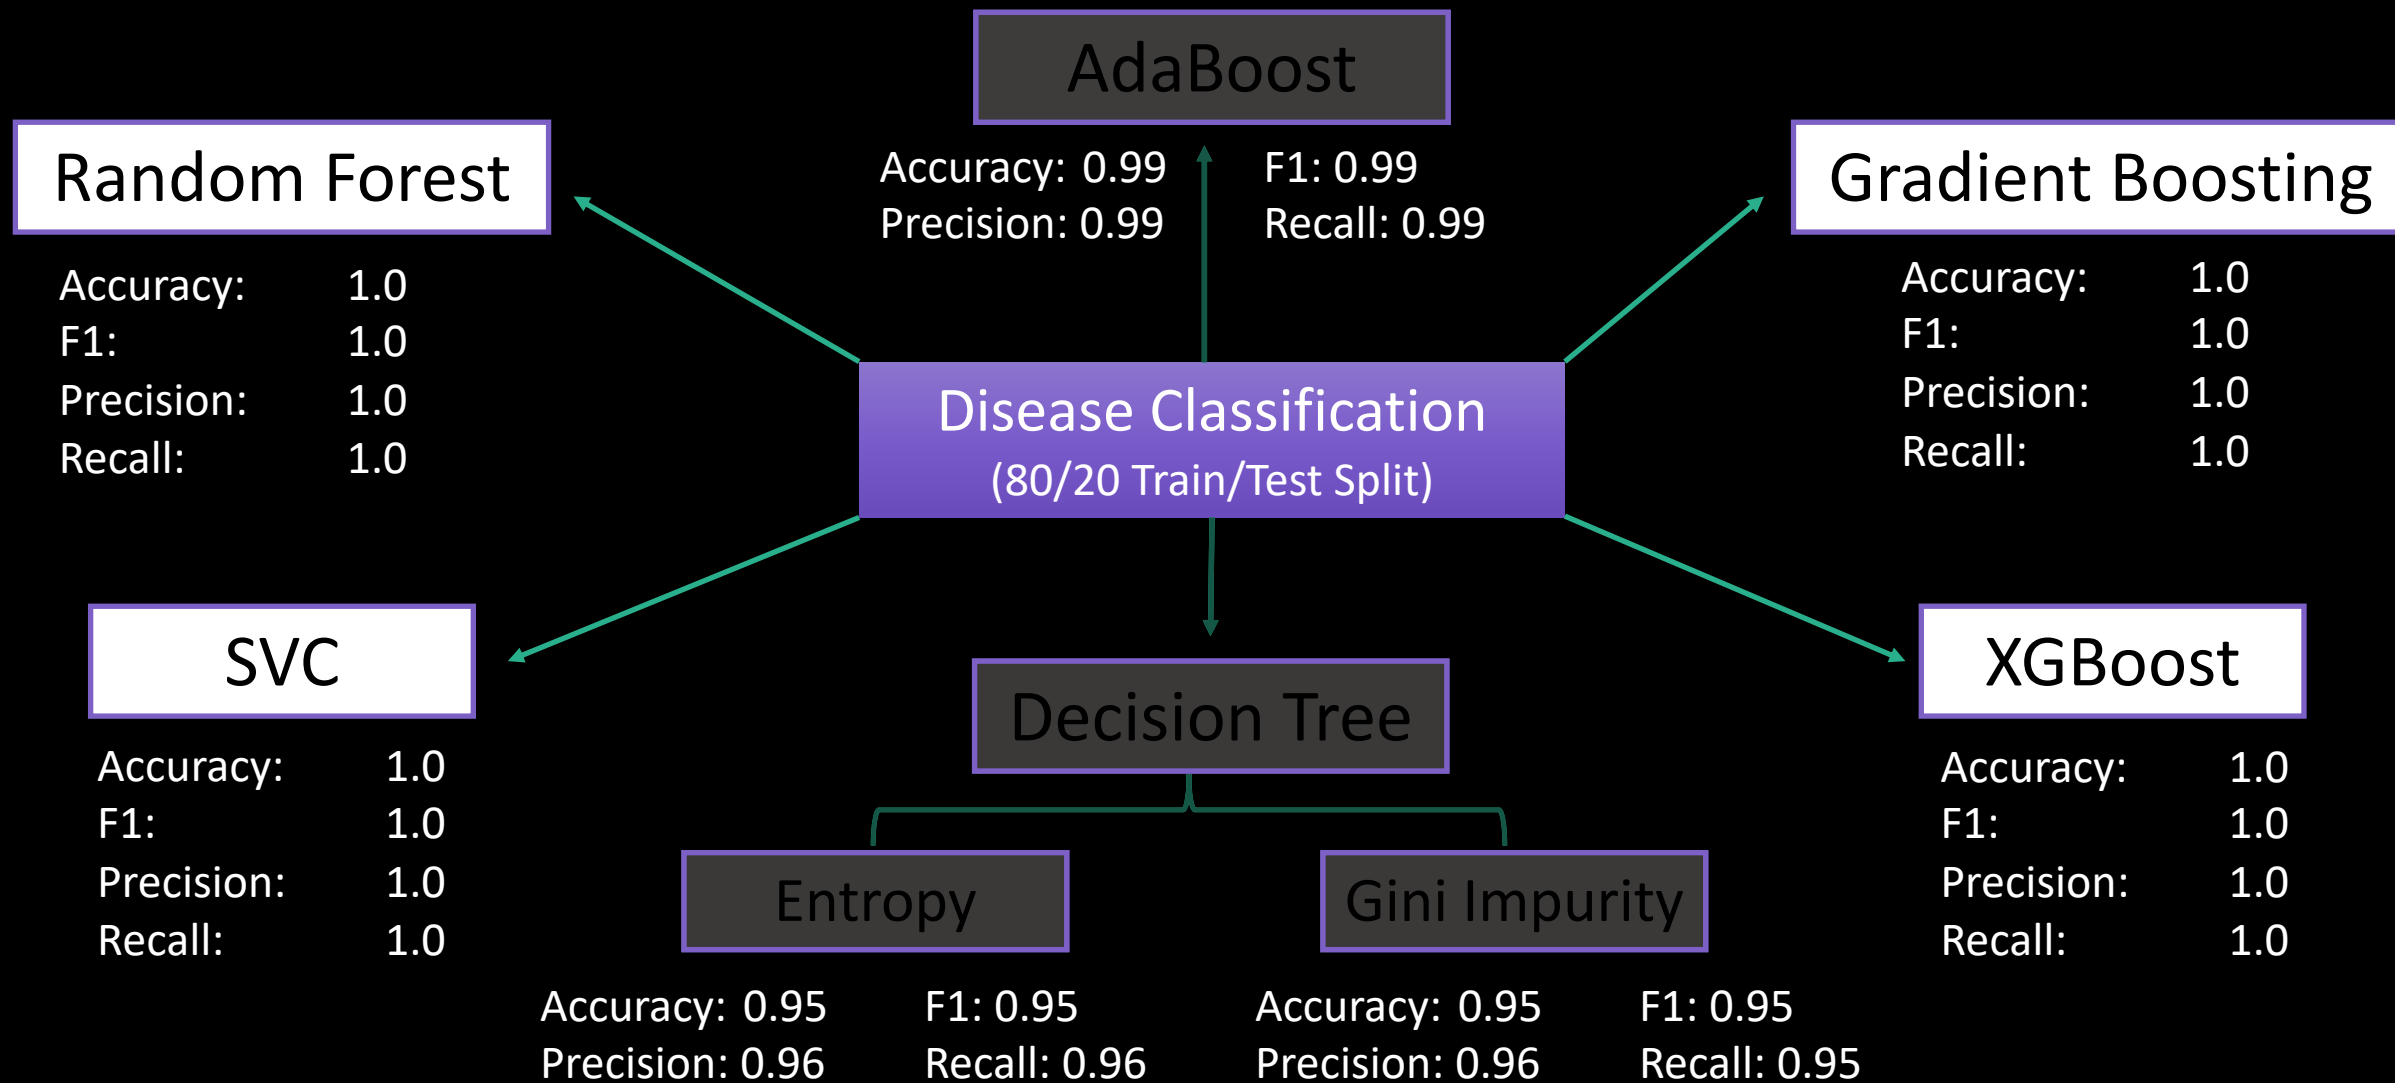 AdaBoost
Accuracy: 0.99 F1: 0.99
Precision: 0.99 Recall: 0.99
Random Forest
Accuracy: 1.0
F1: 1.0
Precision: 1.0
Recall: 1.0
Gradient Boosting
Accuracy: 1.0
F1: 1.0
Precision: 1.0
Recall: 1.0
Disease Classification
(80/20 Train/Test Split)
SVC
Accuracy: 1.0
F1: 1.0
Precision: 1.0
Recall: 1.0
Decision Tree
Entropy
Accuracy: 0.95 F1: 0.95
Precision: 0.96 Recall: 0.96
Gini Impurity
Accuracy: 0.95 F1: 0.95
Precision: 0.96 Recall: 0.95
XGBoost
Accuracy: 1.0
F1: 1.0
Precision: 1.0
Recall: 1.0